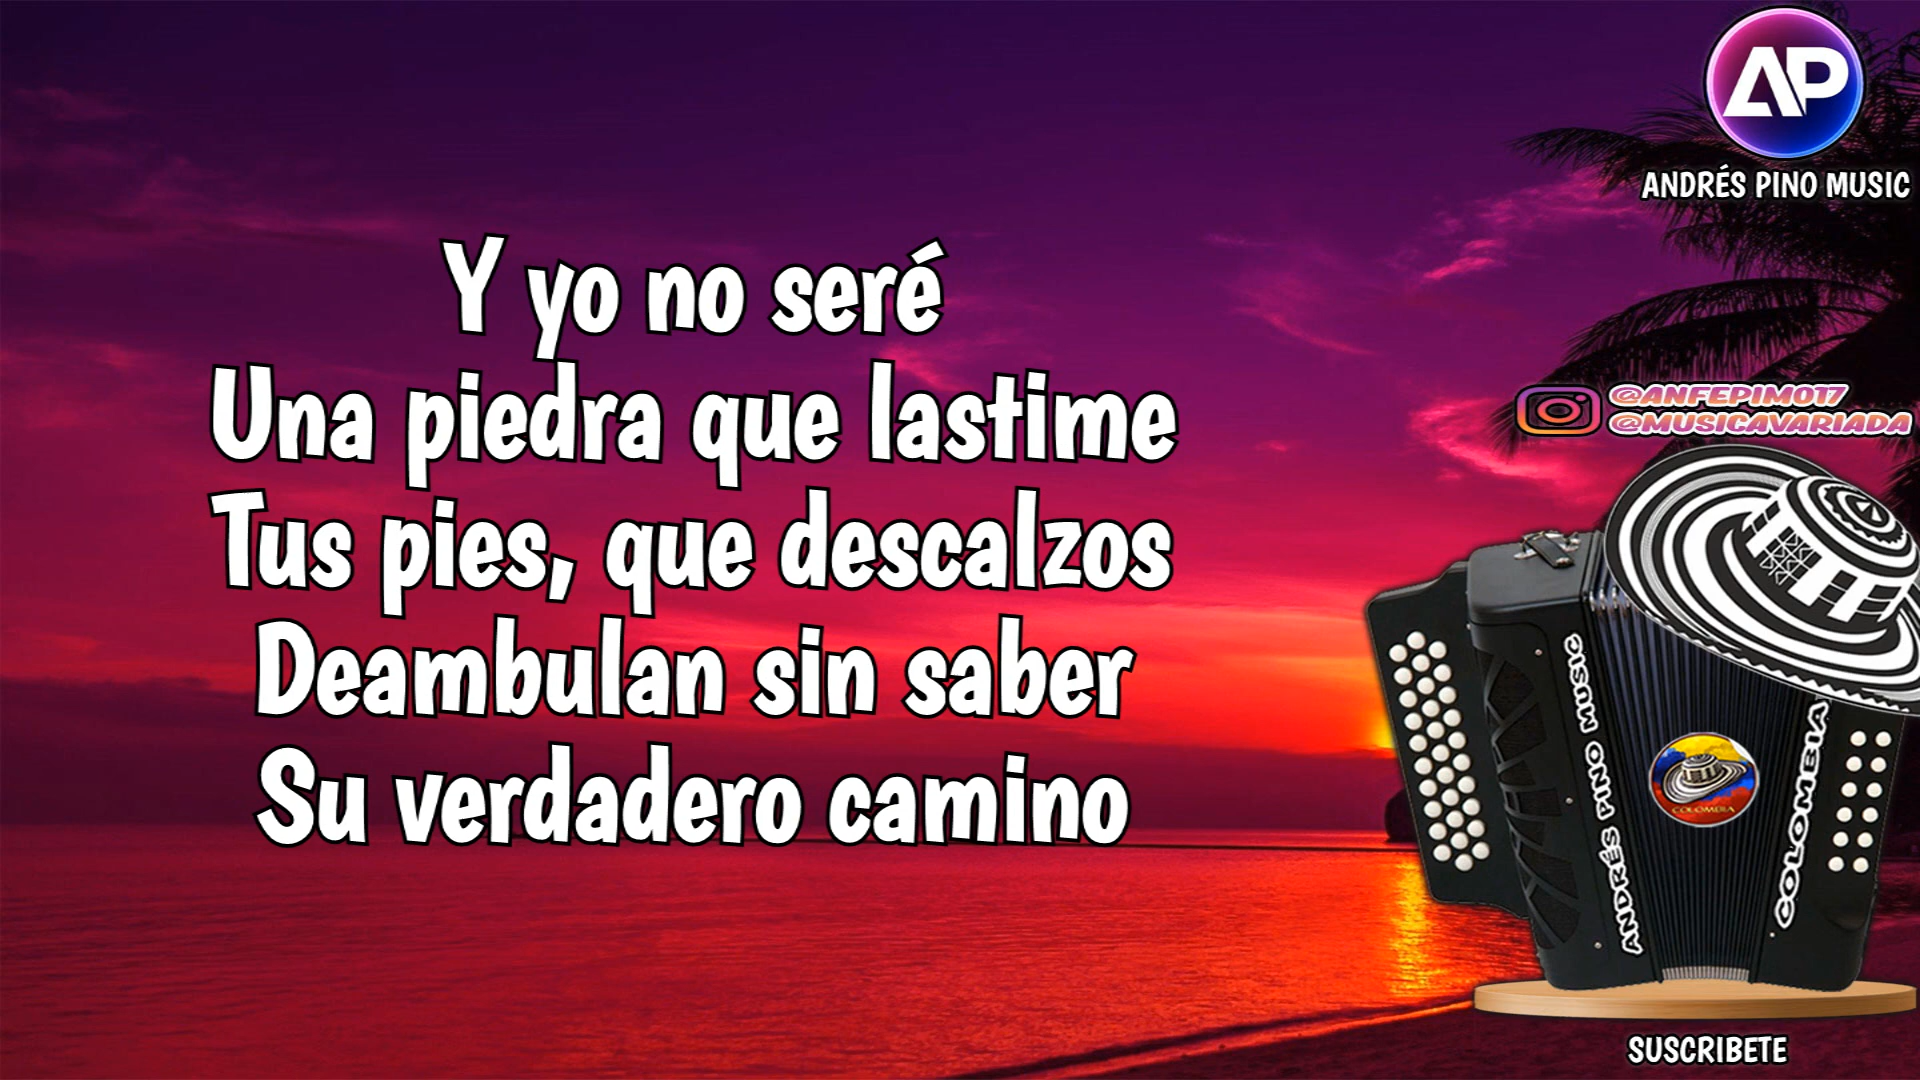 AP
ANDRÉS PINO MUSIC
Y yo no seré
Una piedra que lastime
Tus pies, que descalzos
Deambulan sin saber
Su verdadero camino
@ANFEPIMO17
@MUSICAVARIADA
ANDRÉS PINO MUSIC
COLOMBIA
COLOMBIA
SUSCRIBETE